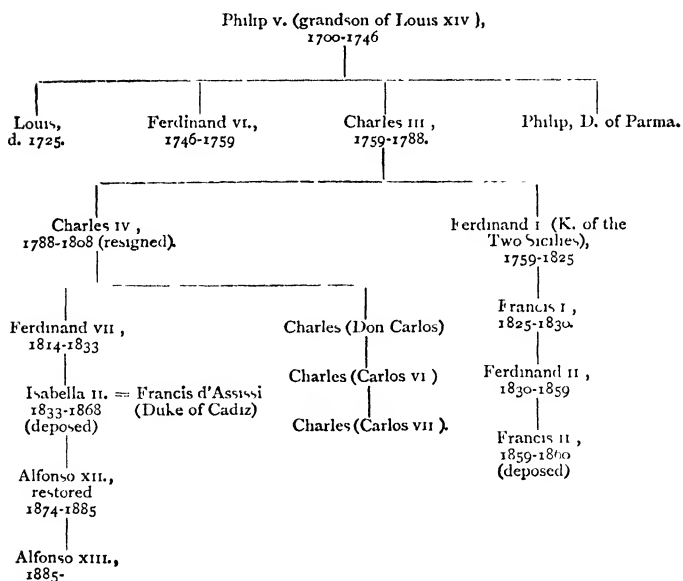 Philip V. (grandson of Louis XIV),
1700-1746
Louis,
d. 1725.
Ferdinand VI.,
1746-1759
Charles III,
1759-1788.
Philip, D. of Parma.
Charles IV,
1788-1808 (resigned).
Ferdinand I (K. of the
Two Sicilies),
1759-1825
Ferdinand VII,
1814-1833
Charles (Don Carlos)
Francis I,
1825-1830.
Isabella II. = Francis d'Assissi
1833-1868 (Duke of Cadiz)
(deposed)
Charles (Carlos VI)
Ferdinand II,
1830-1859
Charles (Carlos VII).
Francis II,
1859-1860
(deposed)
Alfonso XII.,
restored
1874-1885
Alfonso XIII.,
1885-